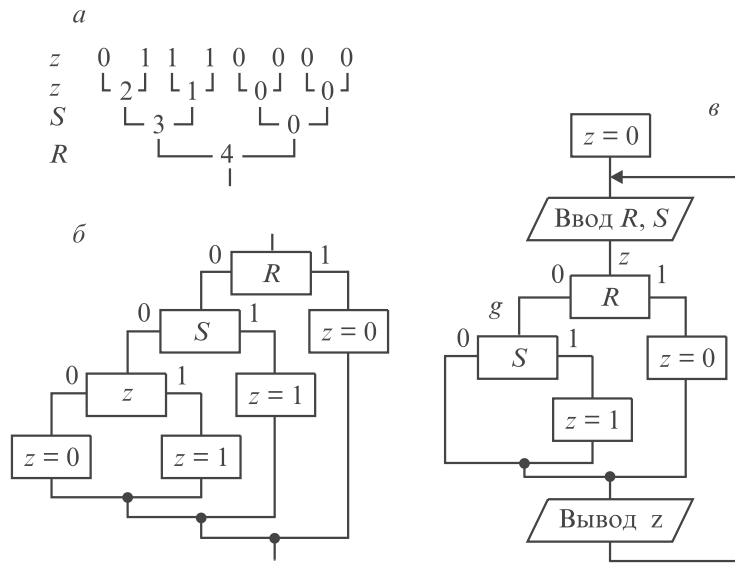 а
z 0 1 1 1 0 0 0 0
z 2 1 0 0
S 3 0
R 4
б
0 R 1
0 S 1
z = 0
0 z 1
z = 1
z = 0
z = 1
в
z = 0
Ввод R, S
z
0 R 1
g
0 S 1
z = 0
z = 1
Вывод z